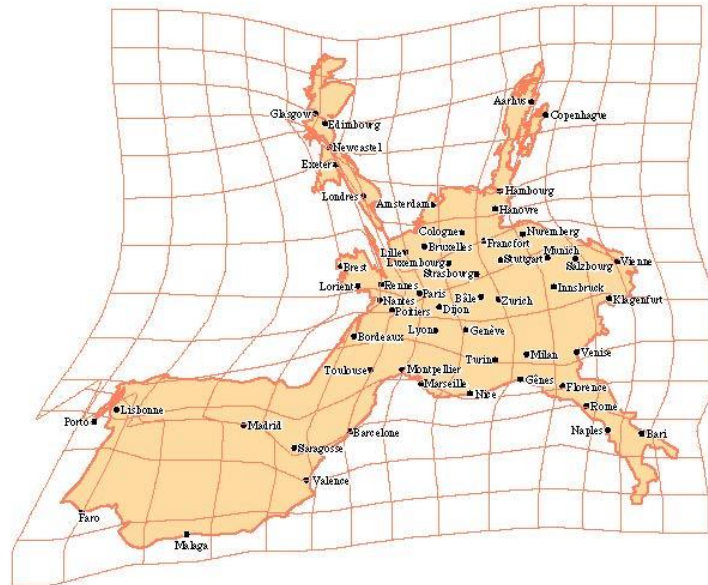 Aarhus
Glasgow
Copenhague
Edimbourg
Newcastel
Exeter
Hambourg
Londres
Amsterdam
Hanovre
Cologne
Nuremberg
Francfort
Bruxelles
Munich
Lille
Stuttgart
Luxembourg
Salzbourg
Vienne
Brest
Strasbourg
Rennes
Lorient
Innsbruck
Paris
Bâle
Zurich
Klagenfurt
Nantes
Dijon
Poitiers
Lyon
Genève
Bordeaux
Milan
Venise
Turin
Toulouse
Montpellier
Marseille
Gênes
Florence
Nice
Rome
Lisbonne
Porto
Madrid
Barcelone
Naples
Bari
Saragosse
Valence
Faro
Malaga